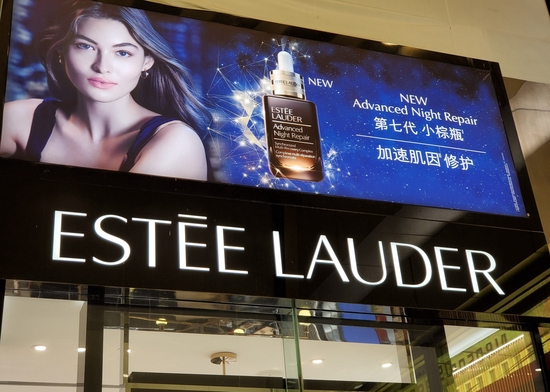 NEW
ESTĒE
LAUDER
Advanced
Night Repair
NEW
Advanced Night Repair
第七代 小棕瓶
加速肌因 修护
ESTĒE LAUDER